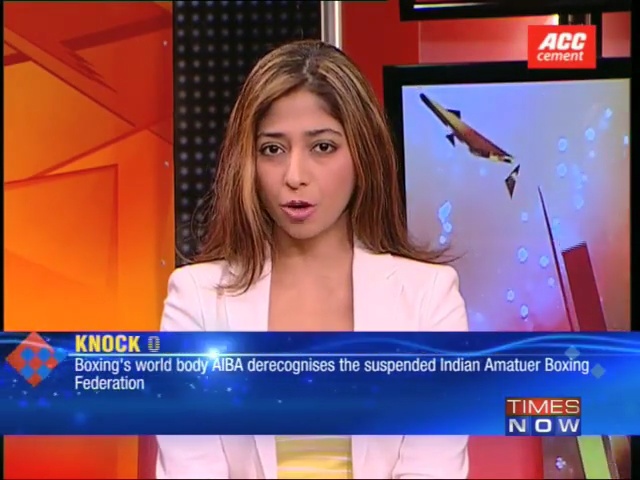 ACC
cement
KNOCK O
Boxing's world body AIBA derecognises the suspended Indian Amatuer Boxing
Federation
TIMES
NOW